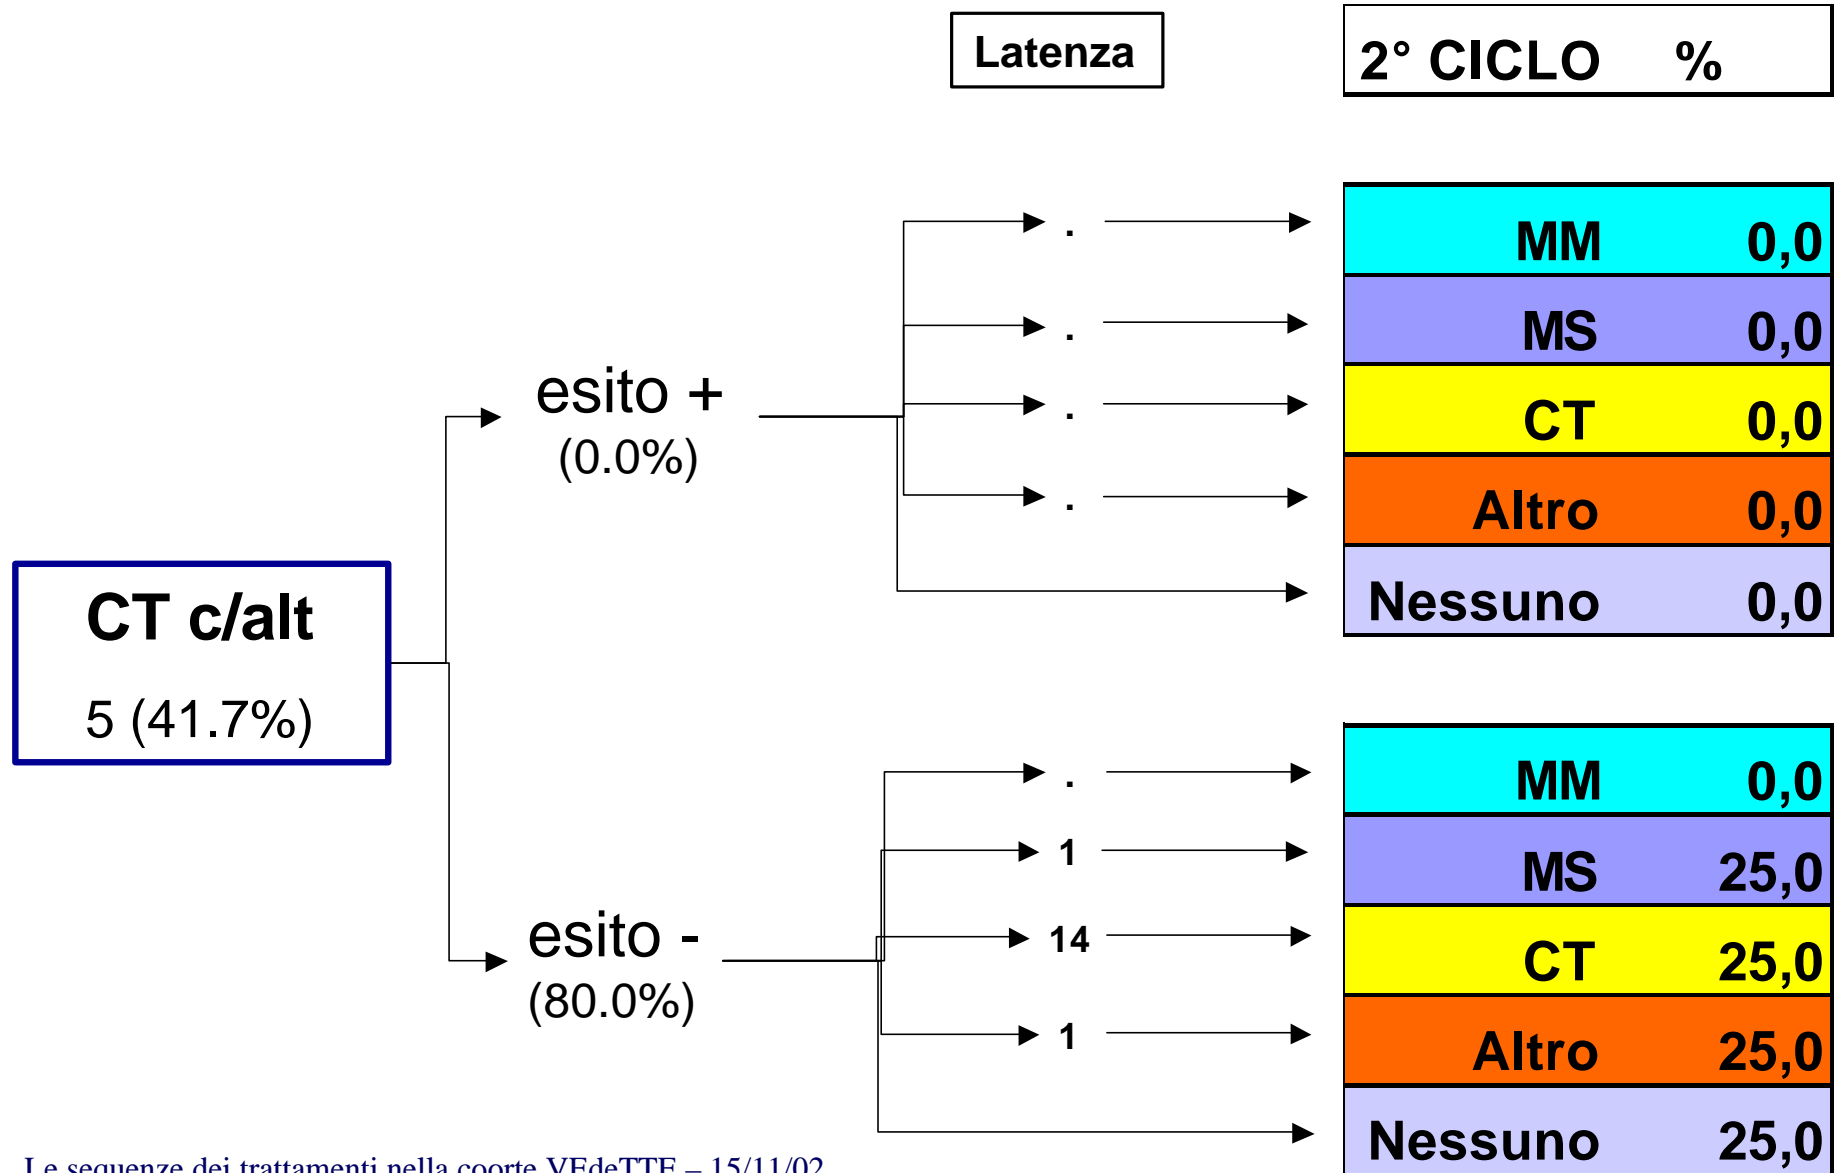 Latenza
2° CICLO %
. MM 0,0
. MS 0,0
esito +
(0.0%)
. CT 0,0
. Altro 0,0
Nessuno 0,0
CT c/alt
5 (41.7%)
. MM 0,0
1 MS 25,0
esito -
(80.0%)
14 CT 25,0
1 Altro 25,0
Nessuno 25,0
Le sequenze dei trattamenti nella coorte VEdeTTE – 15/11/02